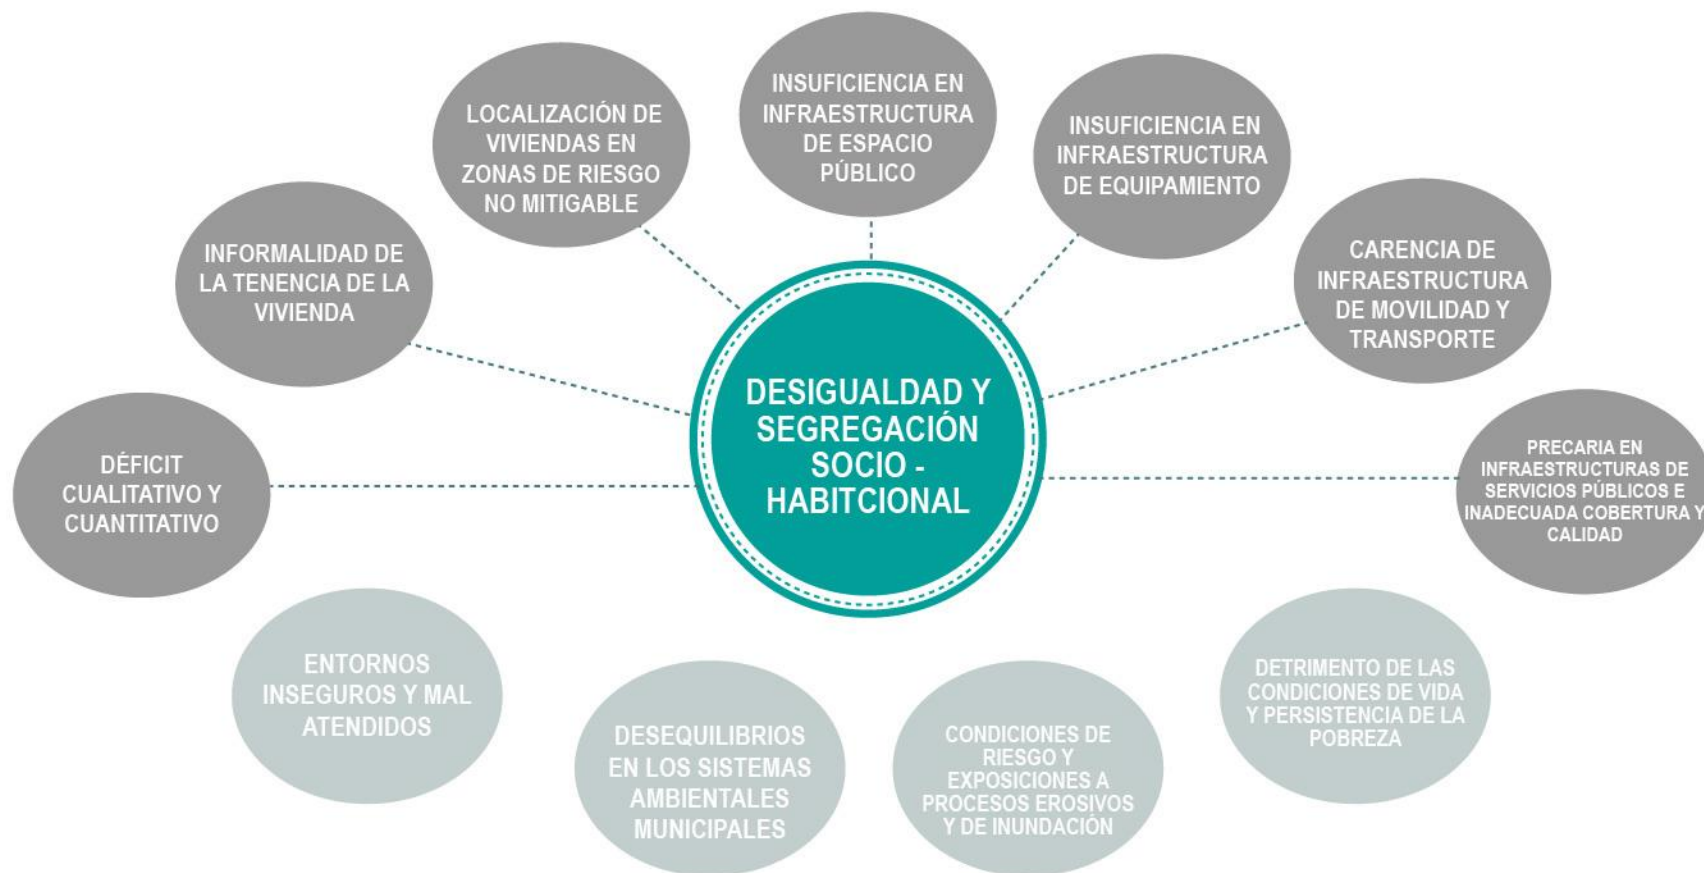 INSUFICIENCIA EN
INFRAESTRUCTURA
DE ESPACIO
PÚBLICO
LOCALIZACIÓN DE
VIVIENDAS EN
ZONAS DE RIESGO
NO MITIGABLE
INSUFICIENCIA EN
INFRAESTRUCTURA
DE EQUIPAMIENTO
INFORMALIDAD DE
LA TENENCIA DE LA
VIVIENDA
CARENCIA DE
INFRAESTRUCTURA
DE MOVILIDAD Y
TRANSPORTE
DESIGUALDAD Y
SEGREGACIÓN
SOCIO -
HABITCIONAL
DÉFICIT
CUALITATIVO Y
CUANTITATIVO
PRECARIA EN
INFRAESTRUCTURAS DE
SERVICIOS PÚBLICOS E
INADECUADA COBERTURA Y
CALIDAD
ENTORNOS
INSEGUROS Y MAL
ATENDIDOS
DESEQUILIBRIOS
EN LOS SISTEMAS
AMBIENTALES
MUNICIPALES
CONDICIONES DE
RIESGO Y
EXPOSICIONES A
PROCESOS EROSIVOS
Y DE INUNDACIÓN
DETRIMENTO DE LAS
CONDICIONES DE VIDA
Y PERSISTENCIA DE LA
POBREZA